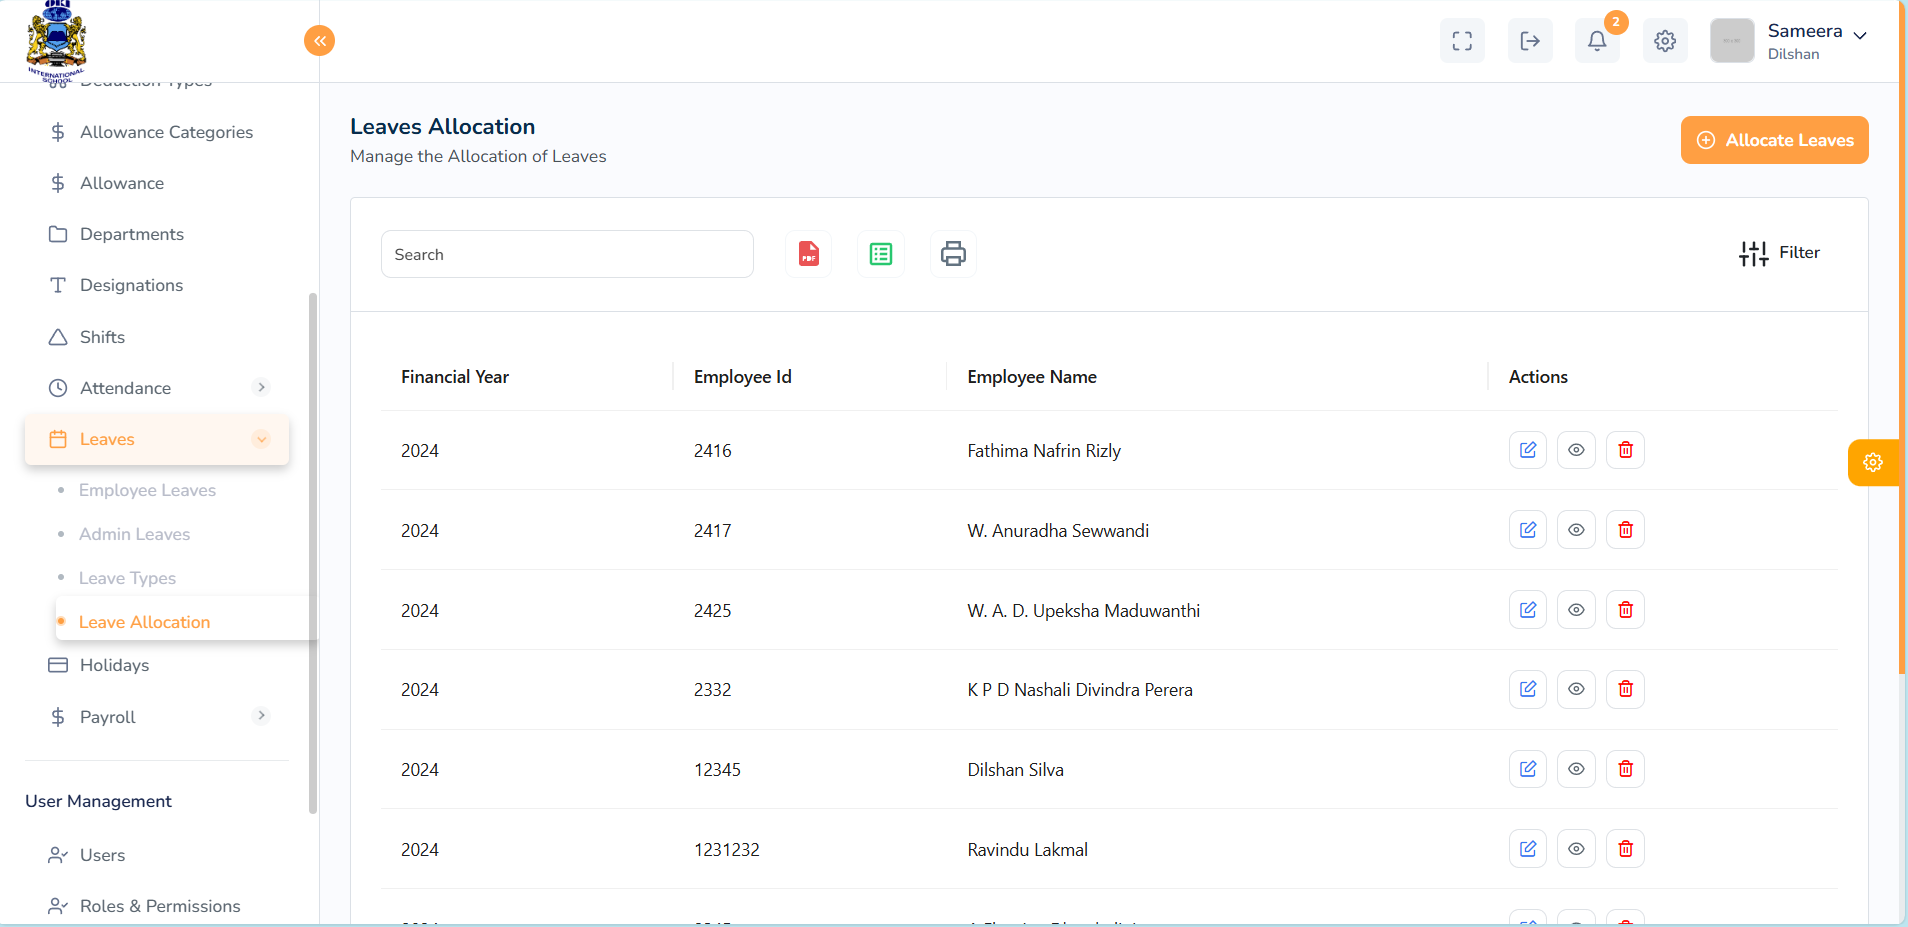 INTERNATIONAL
SCHOOL
2
Sameera
Dilshan
Deduction Types
Allowance Categories
Allowance
Departments
Designations
Shifts
Attendance
Leaves
Employee Leaves
Admin Leaves
Leave Types
Leave Allocation
Holidays
Payroll
User Management
Users
Roles & Permissions
Leaves Allocation
Manage the Allocation of Leaves
Allocate Leaves
Search
PDF
Filter
Financial Year Employee Id Employee Name Actions
2024 2416 Fathima Nafrin Rizly
2024 2417 W. Anuradha Sewwandi
2024 2425 W. A. D. Upeksha Maduwanthi
2024 2332 K P D Nashali Divindra Perera
2024 12345 Dilshan Silva
2024 1231232 Ravindu Lakmal